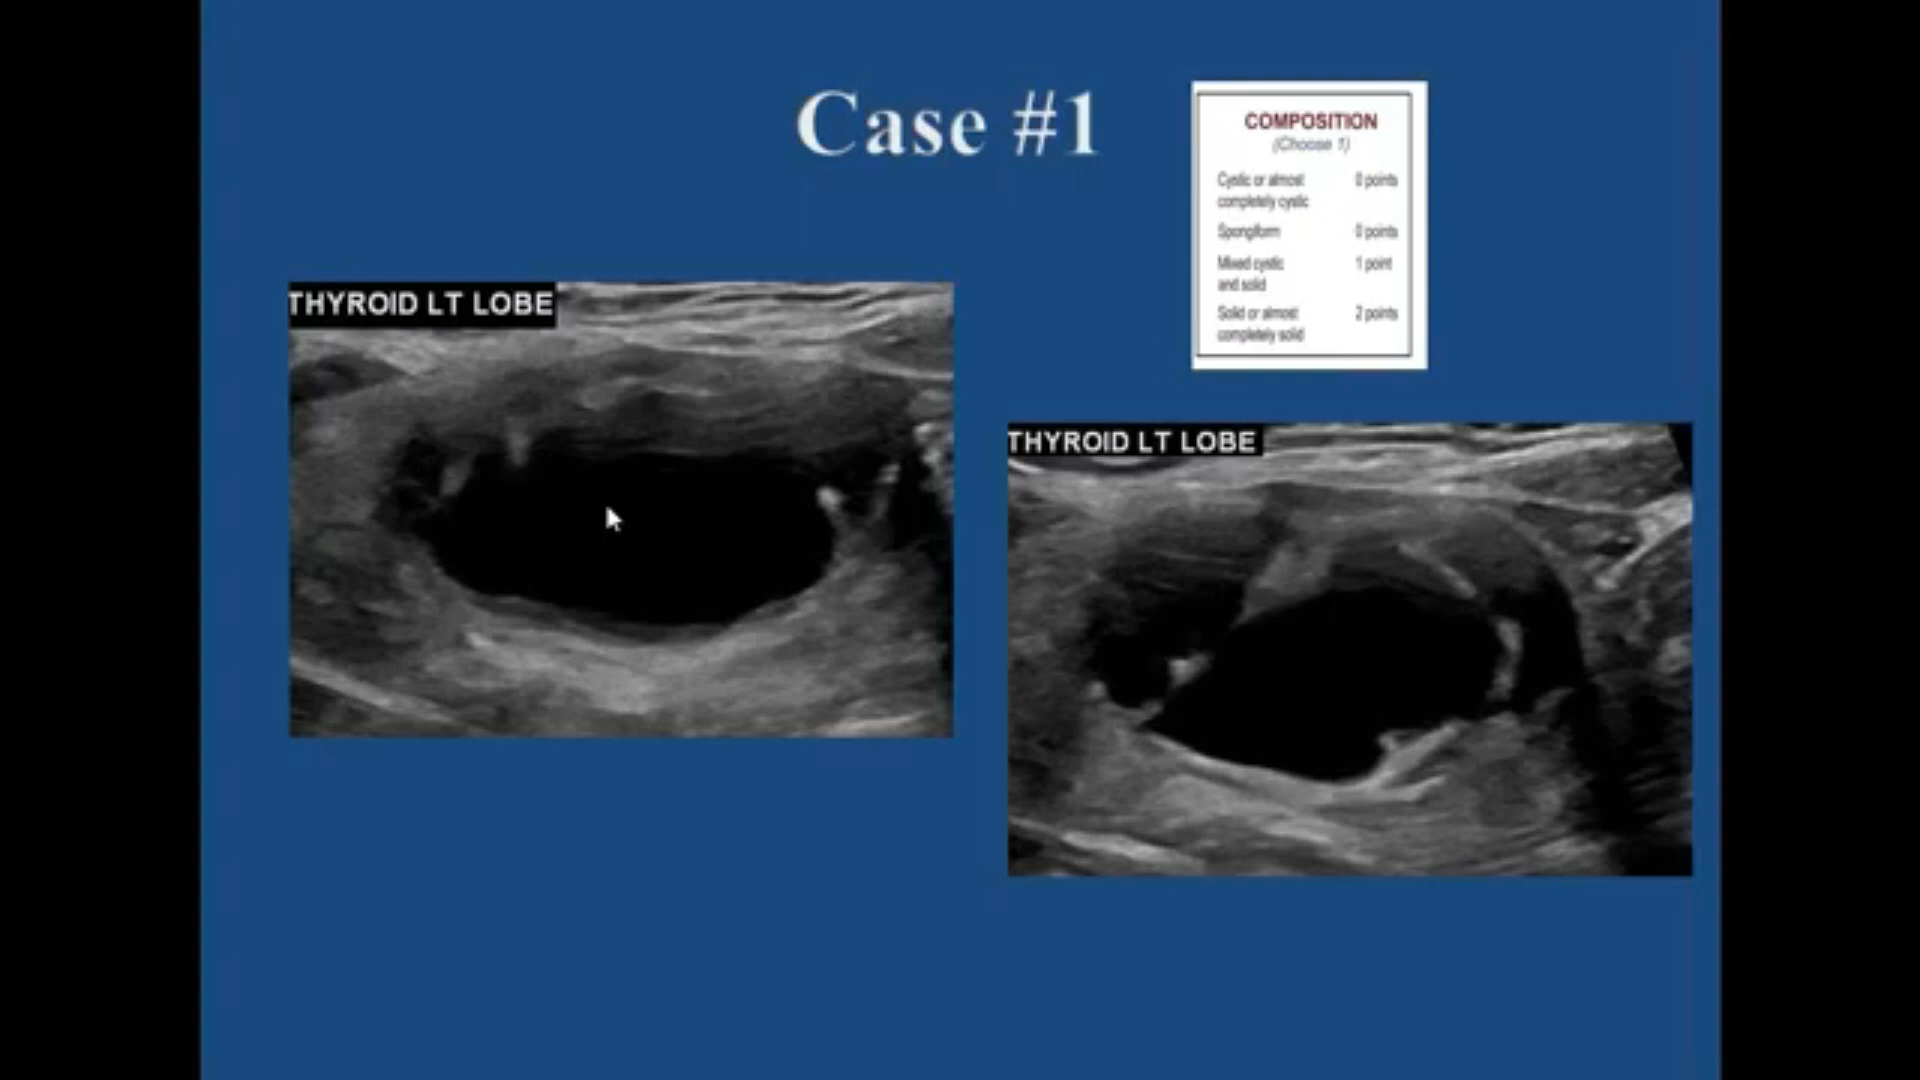 Case #1
COMPOSITION
(Choose 1)
Cystic or almost 0 points
completely cystic
Spongiform 0 points
Mixed cystic 1 point
and solid
Solid or almost 2 points
completely solid
THYROID LT LOBE
THYROID LT LOBE